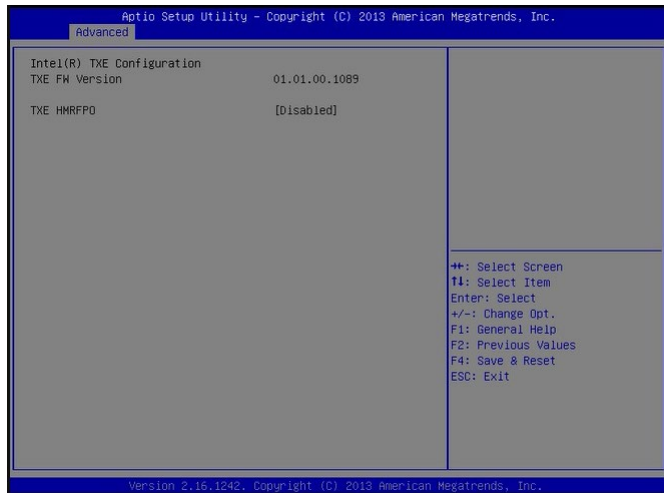 Aptio Setup Utility - Copyright (C) 2013 American Megatrends, Inc.
Advanced
Intel(R) TXE Configuration
TXE FW Version 01.01.00.1089
TXE HMRFPO [Disabled]
→←: Select Screen
↑↓: Select Item
Enter: Select
+/-: Change Opt.
F1: General Help
F2: Previous Values
F4: Save & Reset
ESC: Exit
Version 2.16.1242. Copyright (C) 2013 American Megatrends, Inc.